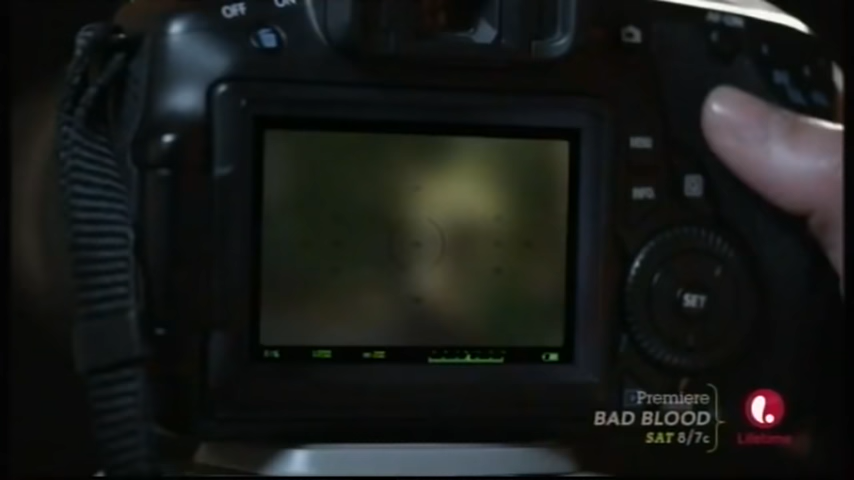 OFF ON
MENU
INFO.
SET
Premiere
BAD BLOOD
SAT 8/7c
Lifetime